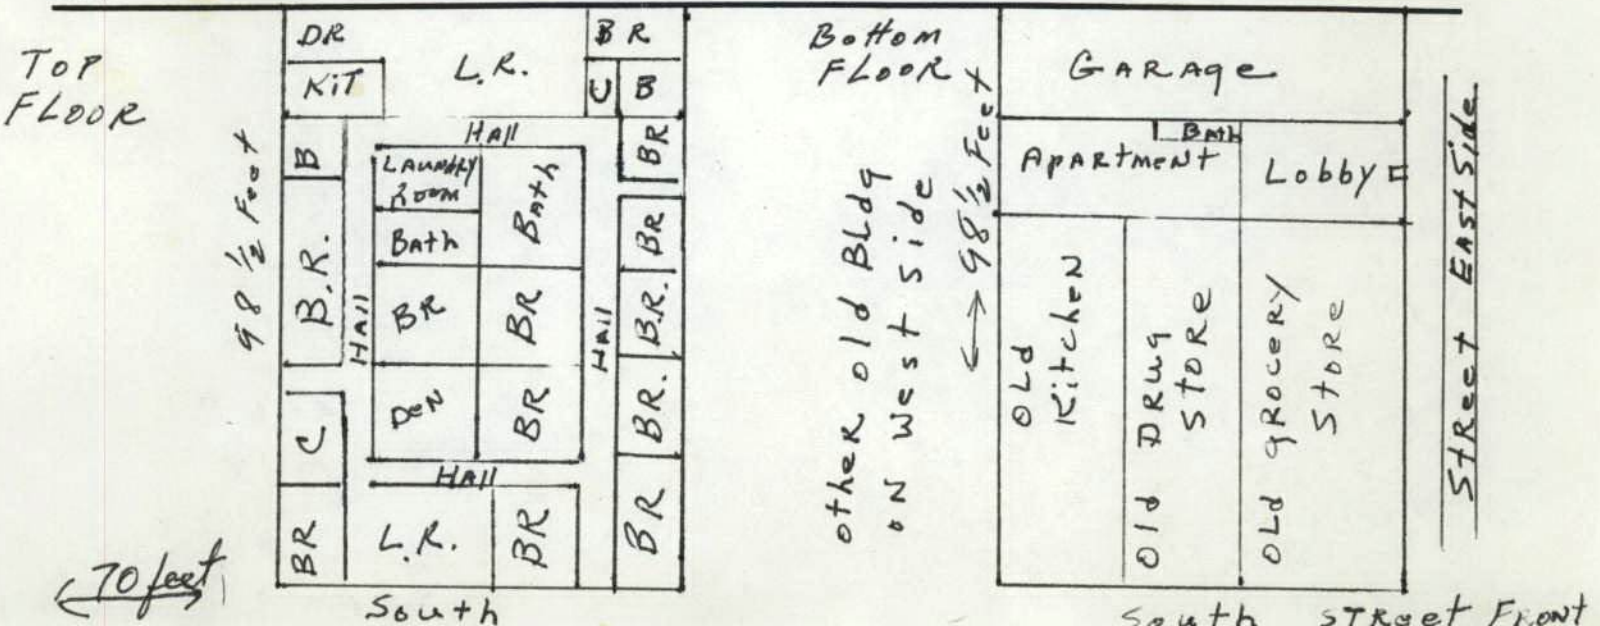 TOP
FLOOR
98 1/2 Feet
70 feet
DR
L.R.
BR
KiT
C
B
HAll
B
LAUNDRY
ROOM
BATH
BR
Bath
BR
B.R.
HAll
BR
BR
HAll
B.R.
C
DeN
BR
BR.
HAll
BR
L.R.
BR
BR
South
BoTTom
FLOOR
98 1/2 Feet
other old BLdg
oN West side
GARAge
BATH
APARTMENT
Lobby
OLd
KitcheN
Old DRug
SToRe
OLd gROCERY
SToRe
STReeT EAST Side
South STReet FRONT